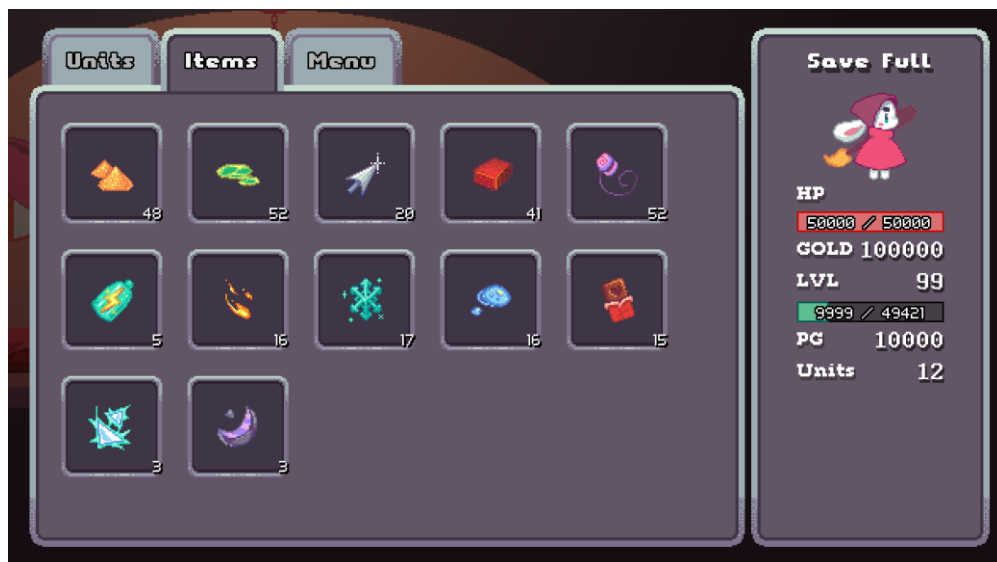 Units Items Menu
48 52 20 41 52
5 16 17 16 15
3 3
Save Full
HP
50000 / 50000
GOLD 100000
LVL 99
9999 / 49421
PG 10000
Units 12